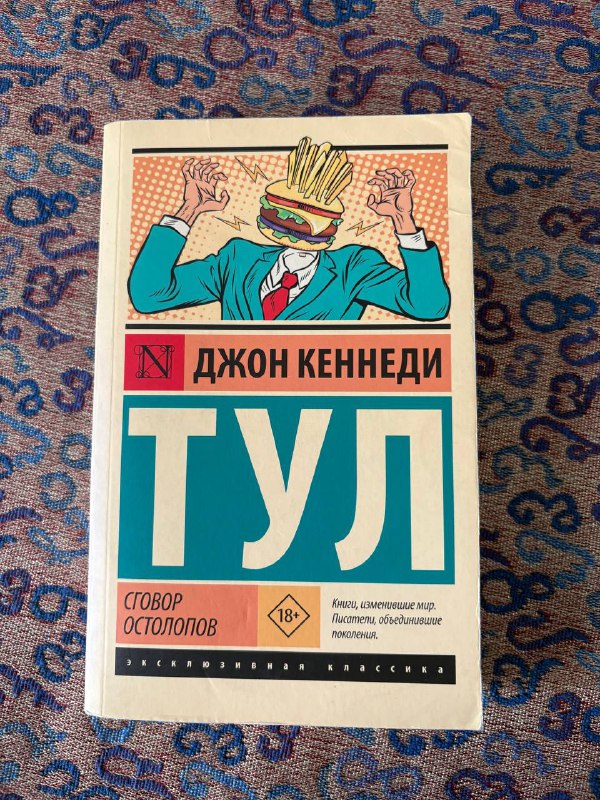 N
ДЖОН КЕННЕДИ
ТУЛ
СГОВОР
ОСТОЛОПОВ
18+
Книги, изменившие мир.
Писатели, объединившие
поколения.
эксклюзивная классика